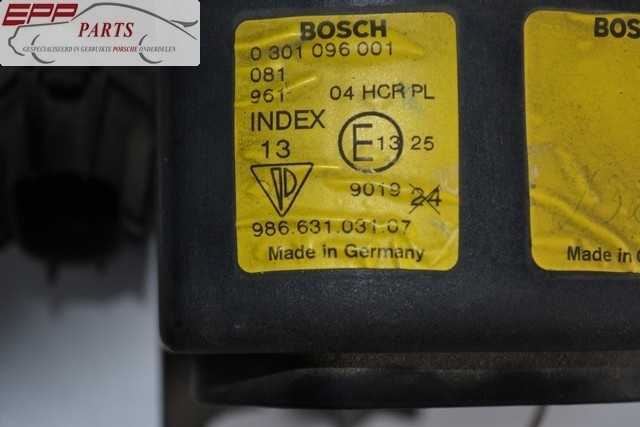 EPP PARTS
GESPECIALISEERD IN GEBRUIKTE PORSCHE ONDERDELEN
BOSCH
0 301 096 001
081
961 04 HCR PL
INDEX
13
E 13 25
9019 24
986.631.031.07
Made in Germany
BOS
Made in G